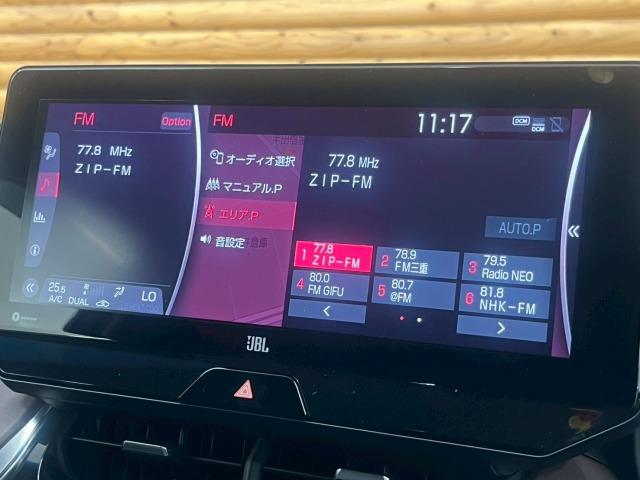 FM
Option
77.8 MHz
ZIP-FM
25.5
A/C
DUAL
LO
FM
11:17
DCM
DCM
オーディオ選択
マニュアル.P
エリア.P
音設定
倉庫
77.8 MHz
ZIP-FM
AUTO.P
1 77.8 ZIP-FM
2 78.9 FM三重
3 79.5 Radio NEO
4 80.0 FM GIFU
5 80.7 @FM
6 81.8 NHK-FM
JBL